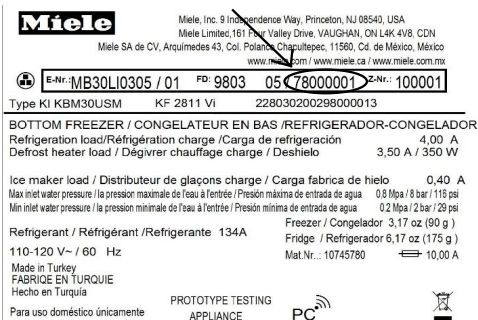 Miele
Miele, Inc. 9 Independence Way, Princeton, NJ 08540, USA
Miele Limited,161 Four Valley Drive, VAUGHAN, ON L4K 4V8, CDN
Miele SA de CV, Arquímedes 43, Col. Polanco Chapultepec, 11560, Cd. de México, México
www.miele.com / www.miele.ca / www.miele.com.mx
E-Nr.: MB30LI0305 / 01 FD: 9803 05 78000001 Z-Nr.: 100001
Type KI KBM30USM KF 2811 Vi 228030200298000013
BOTTOM FREEZER / CONGELATEUR EN BAS /REFRIGERADOR-CONGELADOR
Refrigeration load/Réfrigération charge /Carga de refrigeración 4,00 A
Defrost heater load / Dégivrer chauffage charge / Deshielo 3,50 A / 350 W
Ice maker load / Distributeur de glaçons charge / Carga fabrica de hielo 0,40 A
Max inlet water pressure / la pression maximale de l'eau à l'entrée / Presión máxima de entrada de agua 0,8 Mpa / 8 bar / 116 psi
Min inlet water pressure / la pression minimale de l'eau à l'entrée / Presión mínima de entrada de agua 0,2 Mpa / 2 bar / 29 psi
Freezer / Congelador 3,17 oz (90 g )
Refrigerant / Réfrigérant /Refrigerante 134A
Fridge / Refrigerador 6,17 oz (175 g )
110-120 V~ / 60 Hz
Mat.Nr..: 10745780 10,00 A
Made in Turkey
FABRIQE EN TURQUIE
Hecho en Turquía
Para uso doméstico únicamente
PROTOTYPE TESTING
APPLIANCE
PC